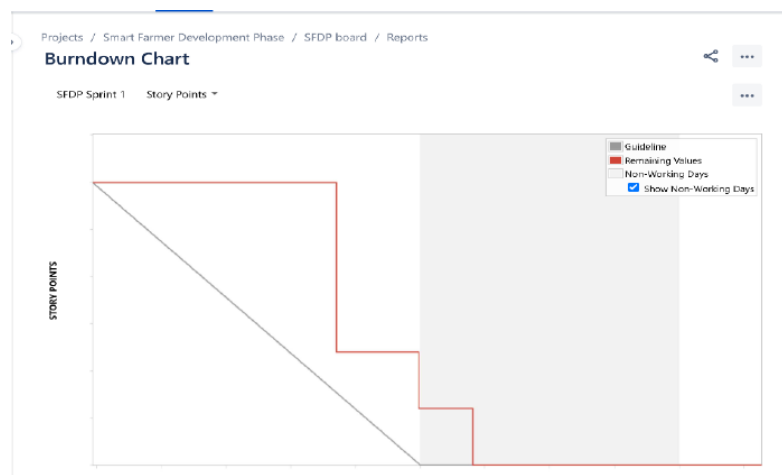 Projects / Smart Farmer Development Phase / SFDP board / Reports
Burndown Chart
SFDP Sprint 1 Story Points
Guideline
Remaining Values
Non-Working Days
Show Non-Working Days
STORY POINTS